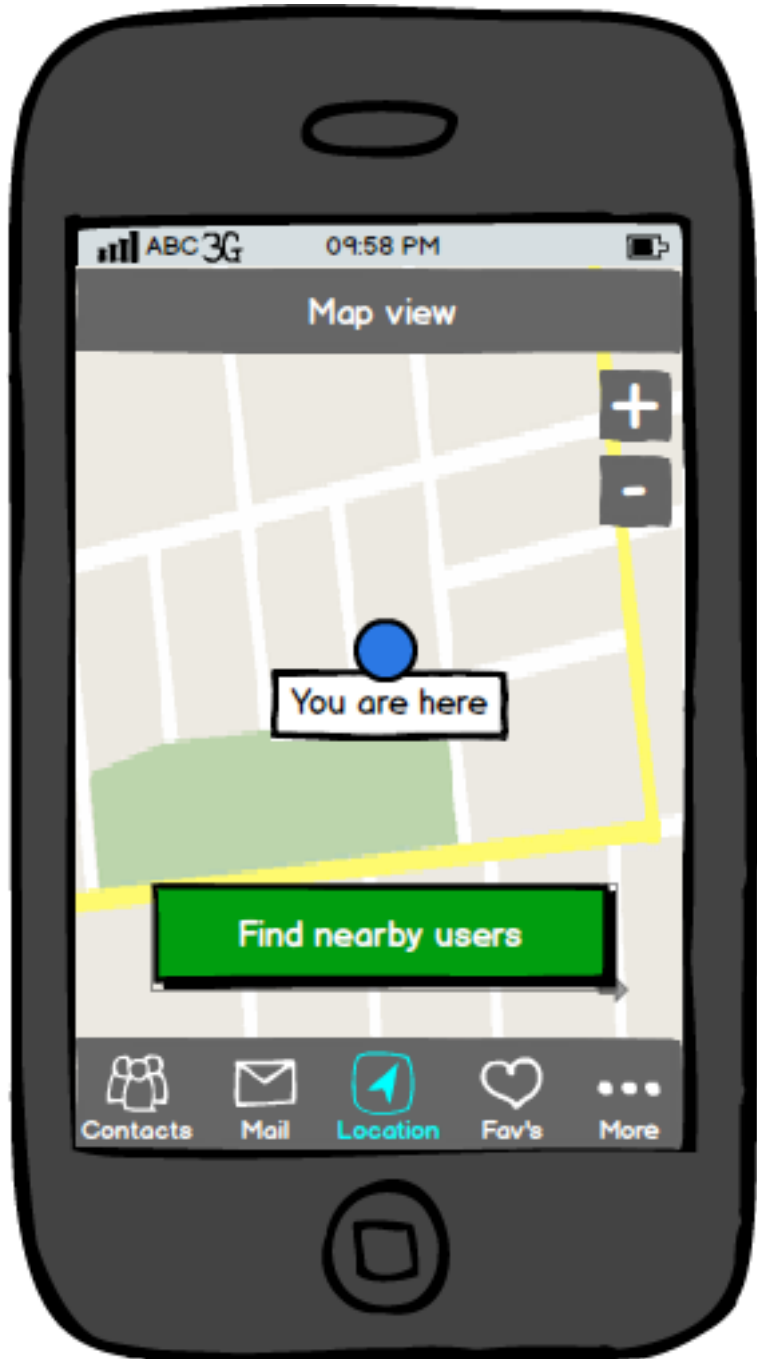 ABC 3G 09:58 PM
Map view
+
-
You are here
Find nearby users
Contacts Mail Location Fav's More